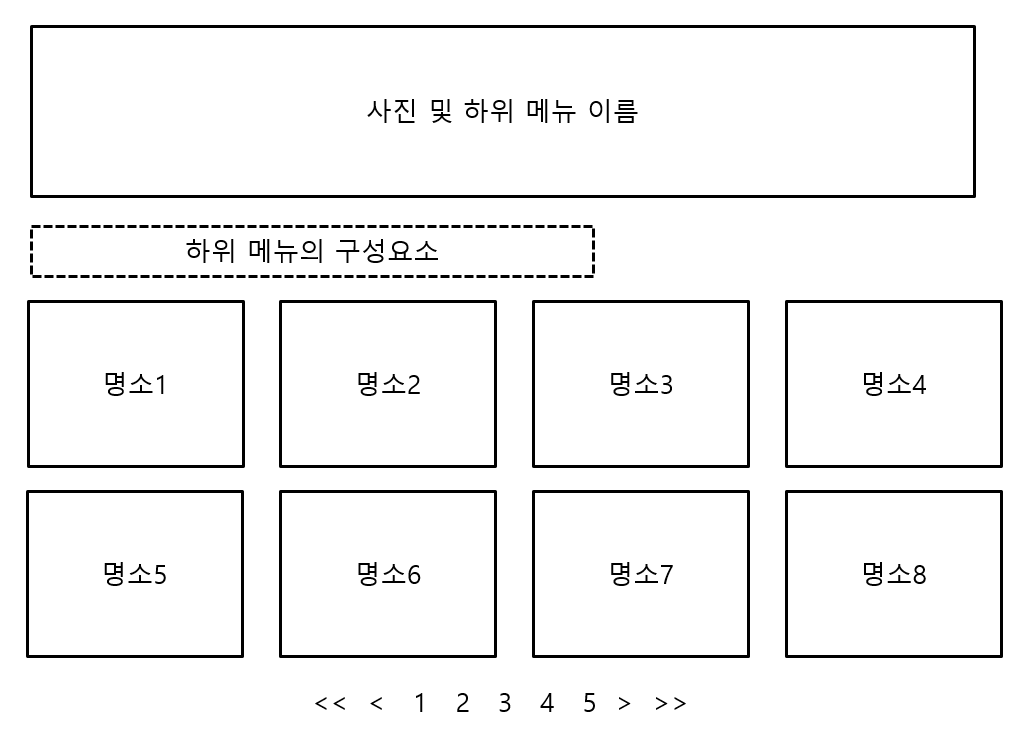 사진 및 하위 메뉴 이름
하위 메뉴의 구성요소
명소1 명소2 명소3 명소4
명소5 명소6 명소7 명소8
<< < 1 2 3 4 5 > >>